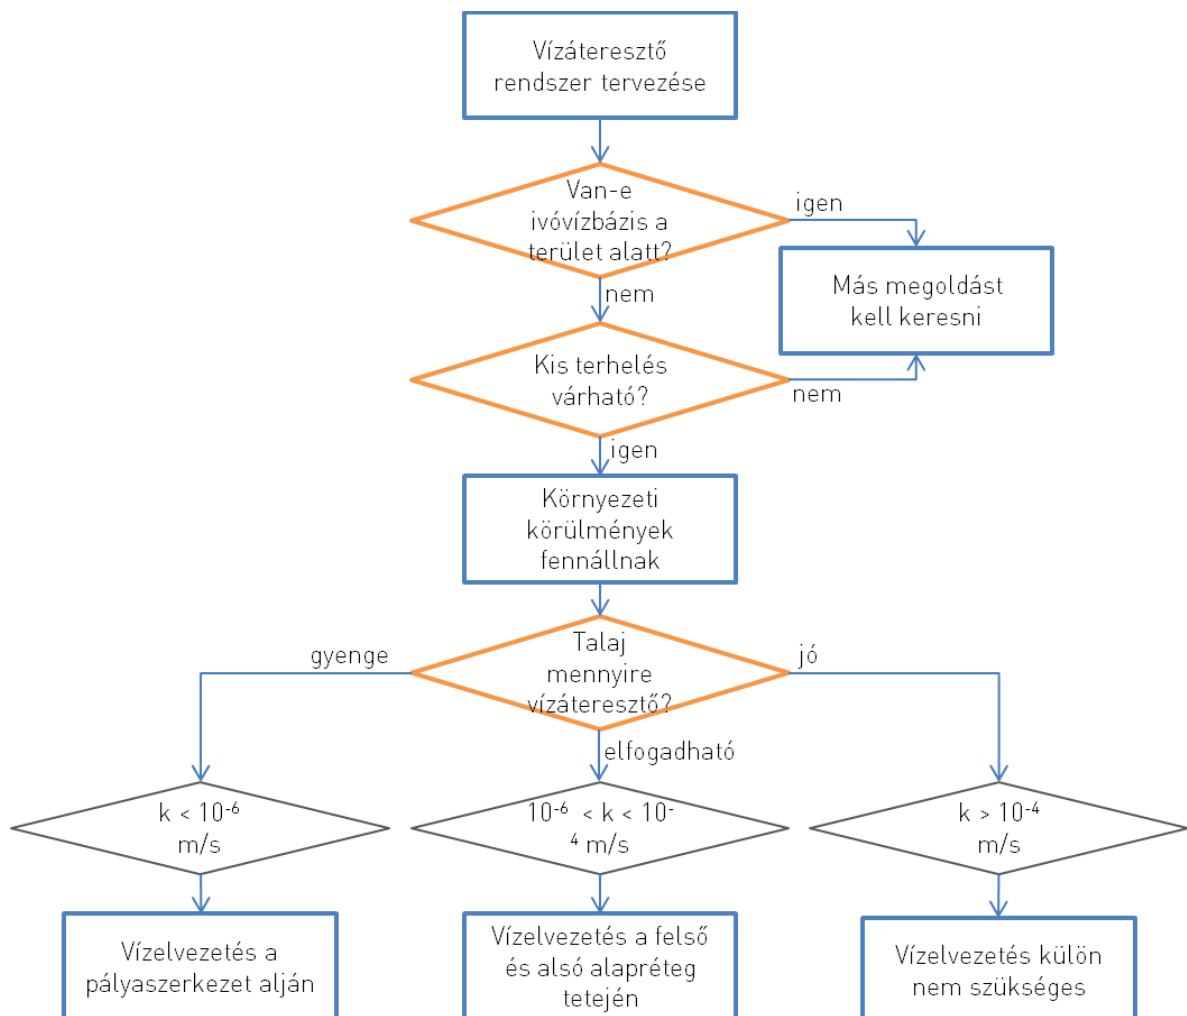 Vízáteresztő
rendszer tervezése
Van-e
ivóvízbázis a
terület alatt?
igen
Más megoldást
kell keresni
nem
Kis terhelés
várható?
nem
igen
Környezeti
körülmények
fennállnak
Talaj
mennyire
vízáteresztő?
gyenge
jó
elfogadható
k < 10⁻⁶
m/s
10⁻⁶ < k < 10⁻
⁴ m/s
k > 10⁻⁴
m/s
Vízelvezetés a
pályaszerkezet alján
Vízelvezetés a felső
és alsó alapréteg
tetején
Vízelvezetés külön
nem szükséges